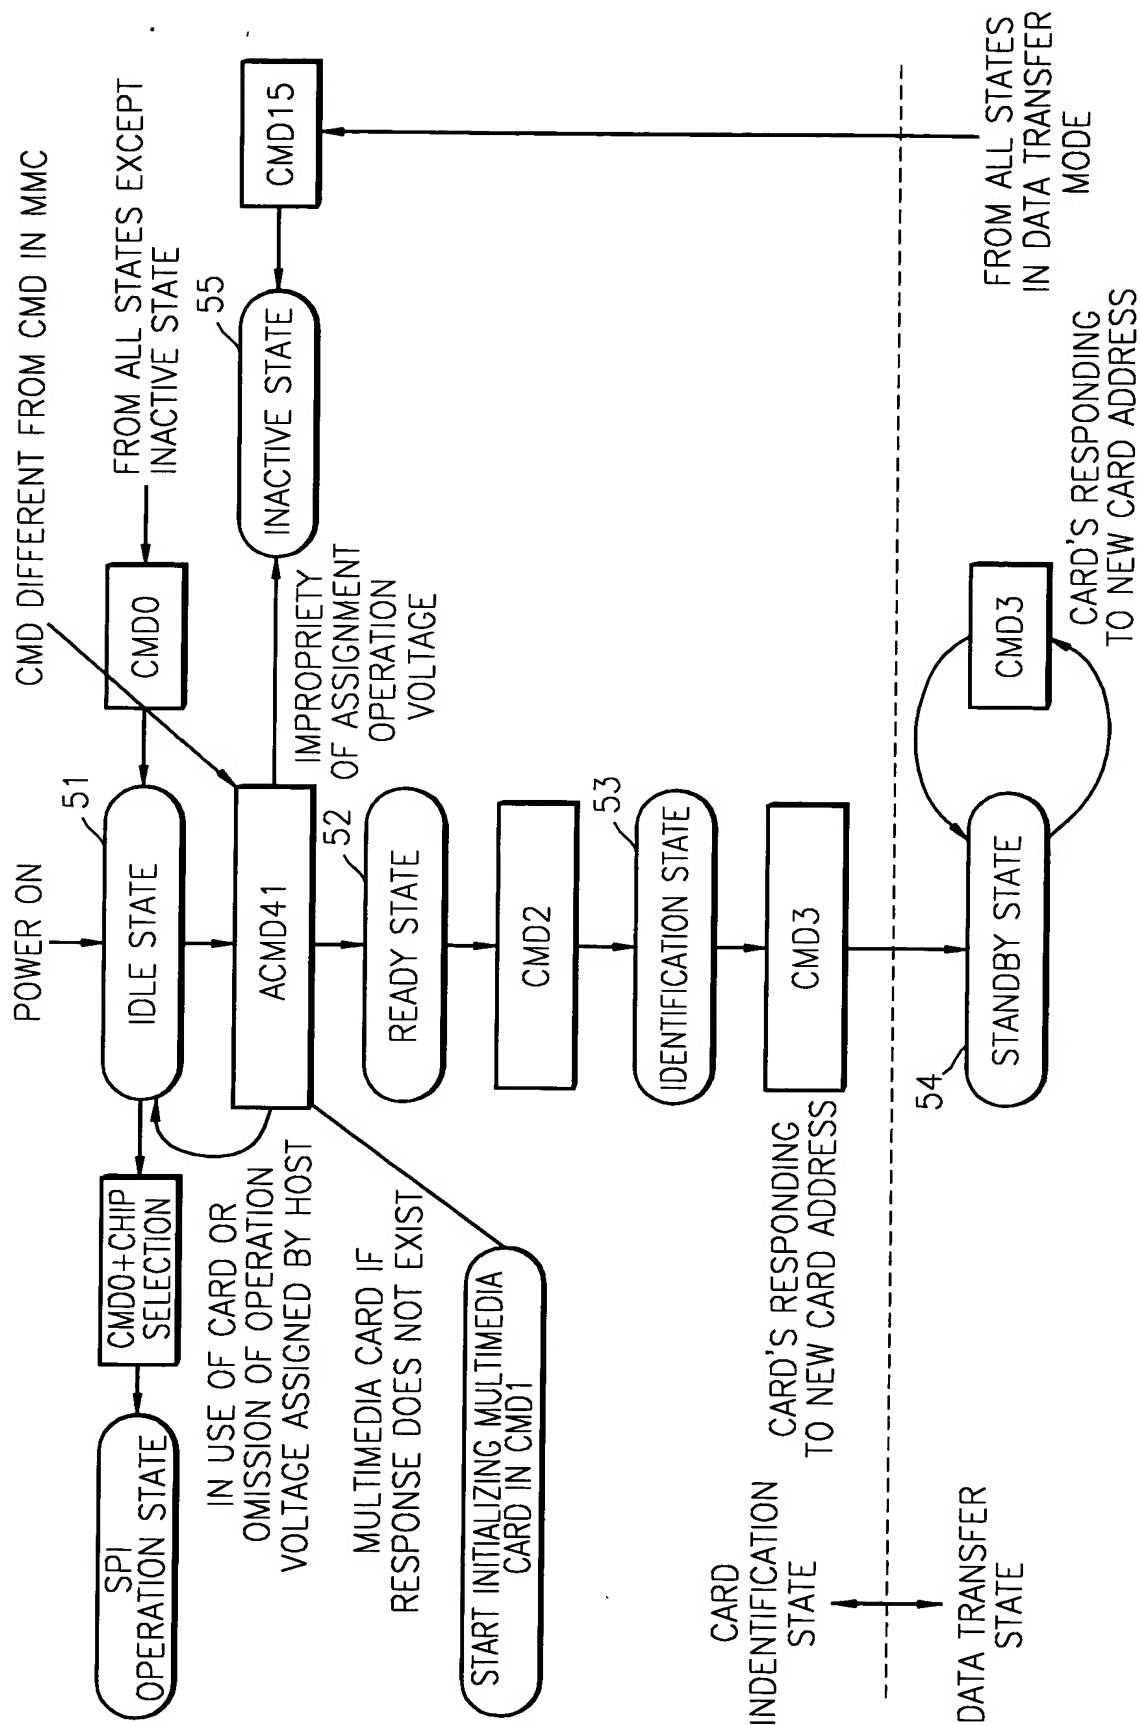 POWER ON
CMD DIFFERENT FROM CMD IN MMC
SPI
OPERATION STATE
CMD0+CHIP
SELECTION
IDLE STATE
51
CMD0
FROM ALL STATES EXCEPT
INACTIVE STATE
IN USE OF CARD OR
OMISSION OF OPERATION
VOLTAGE ASSIGNED BY HOST
ACMD41
IMPROPRIETY
OF ASSIGNMENT
OPERATION
VOLTAGE
INACTIVE STATE
55
CMD15
MULTIMEDIA CARD IF
RESPONSE DOES NOT EXIST
READY STATE
52
START INITIALIZING MULTIMEDIA
CARD IN CMD1
CMD2
IDENTIFICATION STATE
53
CARD'S RESPONDING
TO NEW CARD ADDRESS
CMD3
CARD
INDENTIFICATION
STATE
DATA TRANSFER
STATE
54
STANDBY STATE
CMD3
CARD'S RESPONDING
TO NEW CARD ADDRESS
FROM ALL STATES
IN DATA TRANSFER
MODE